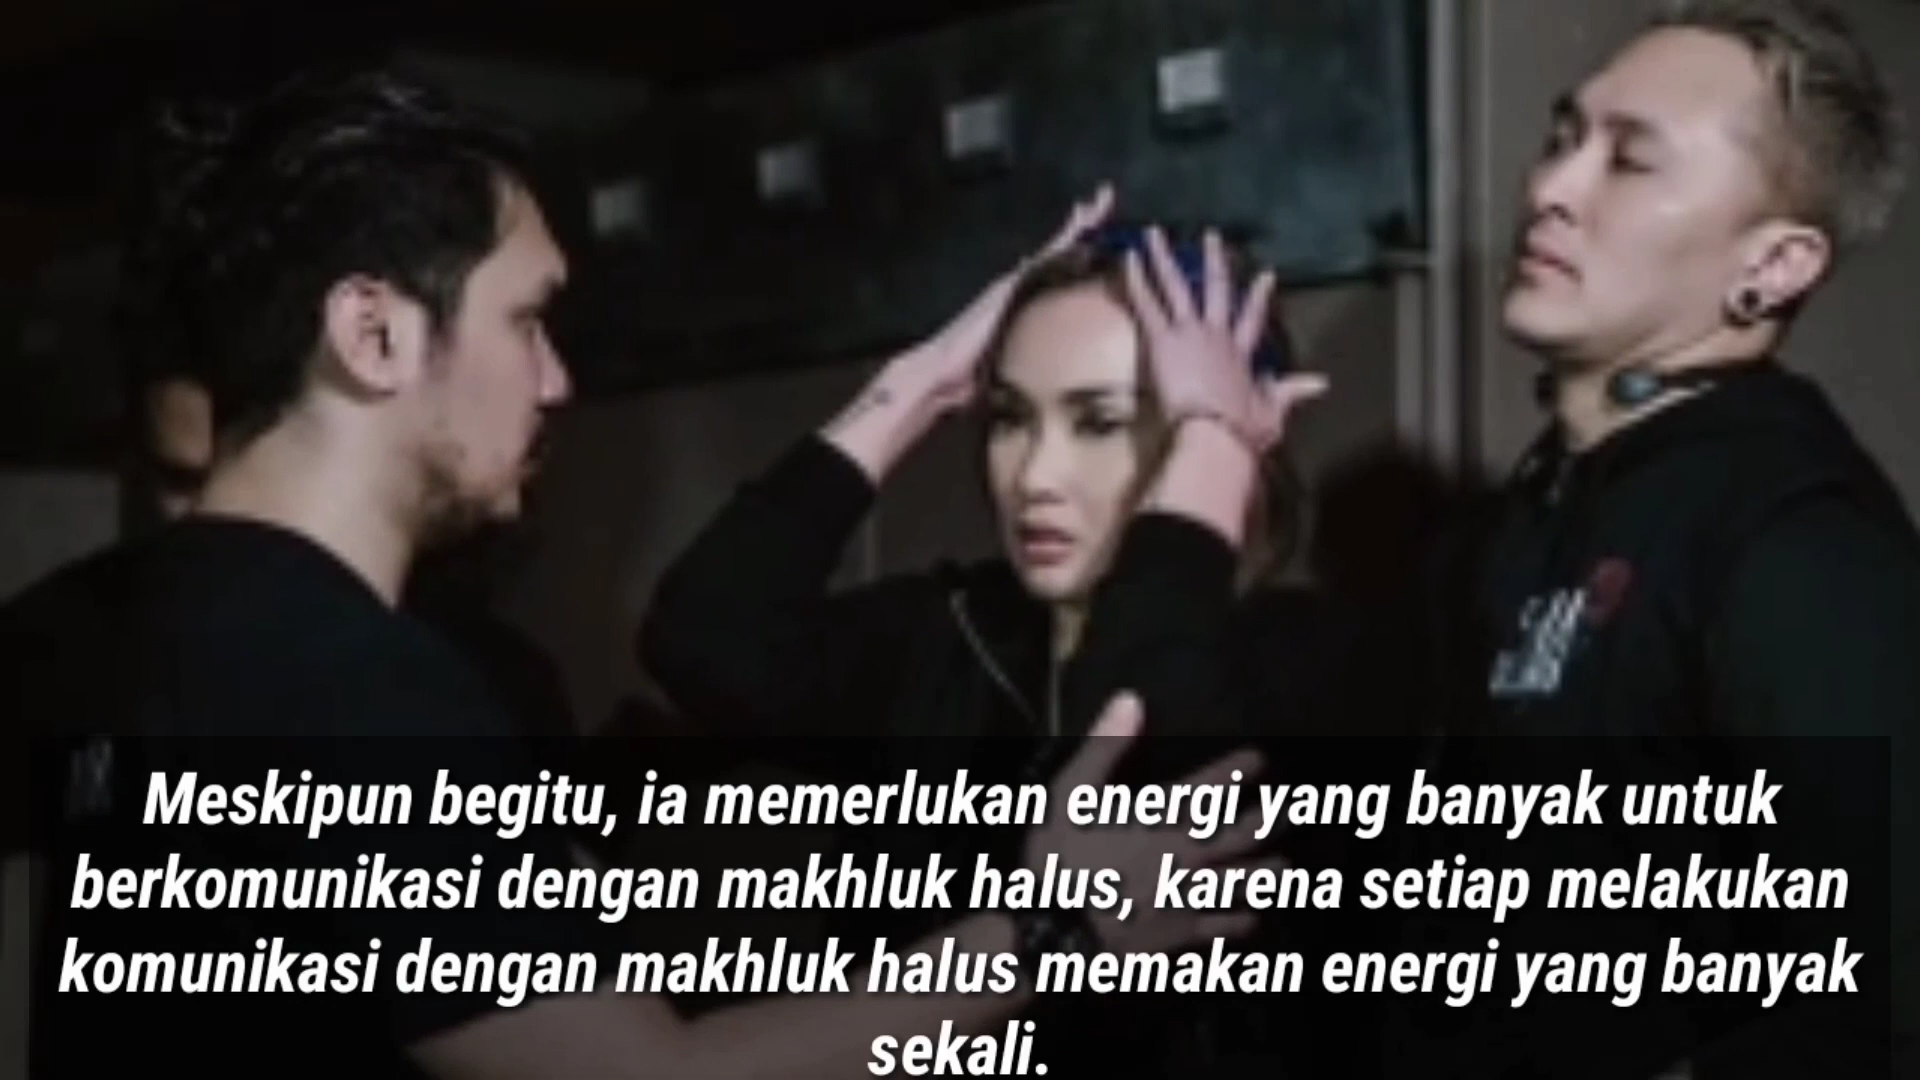 Meskipun begitu, ia memerlukan energi yang banyak untuk
berkomunikasi dengan makhluk halus, karena setiap melakukan
komunikasi dengan makhluk halus memakan energi yang banyak
sekali.